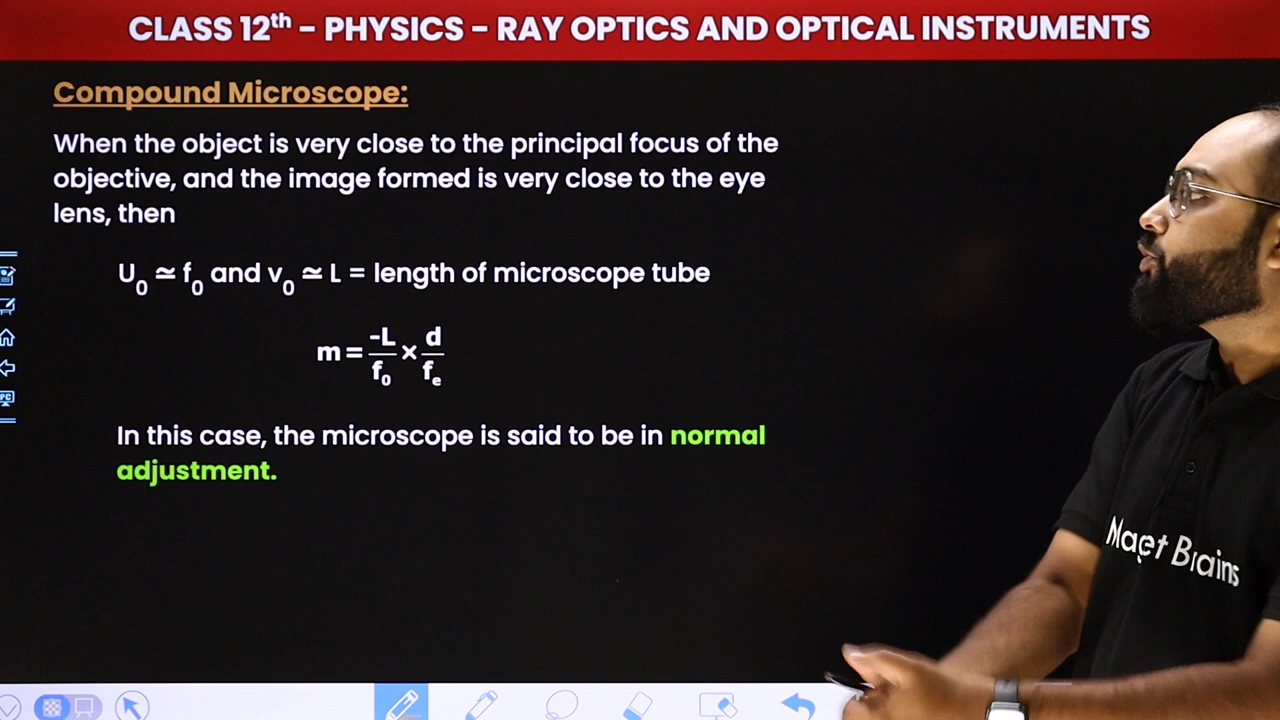 CLASS 12th – PHYSICS – RAY OPTICS AND OPTICAL INSTRUMENTS
Compound Microscope:
When the object is very close to the principal focus of the
objective, and the image formed is very close to the eye
lens, then
U₀ ≃ f₀ and v₀ ≃ L = length of microscope tube
m = -L/f₀ × d/fₑ
In this case, the microscope is said to be in normal
adjustment.
Magnet Brains